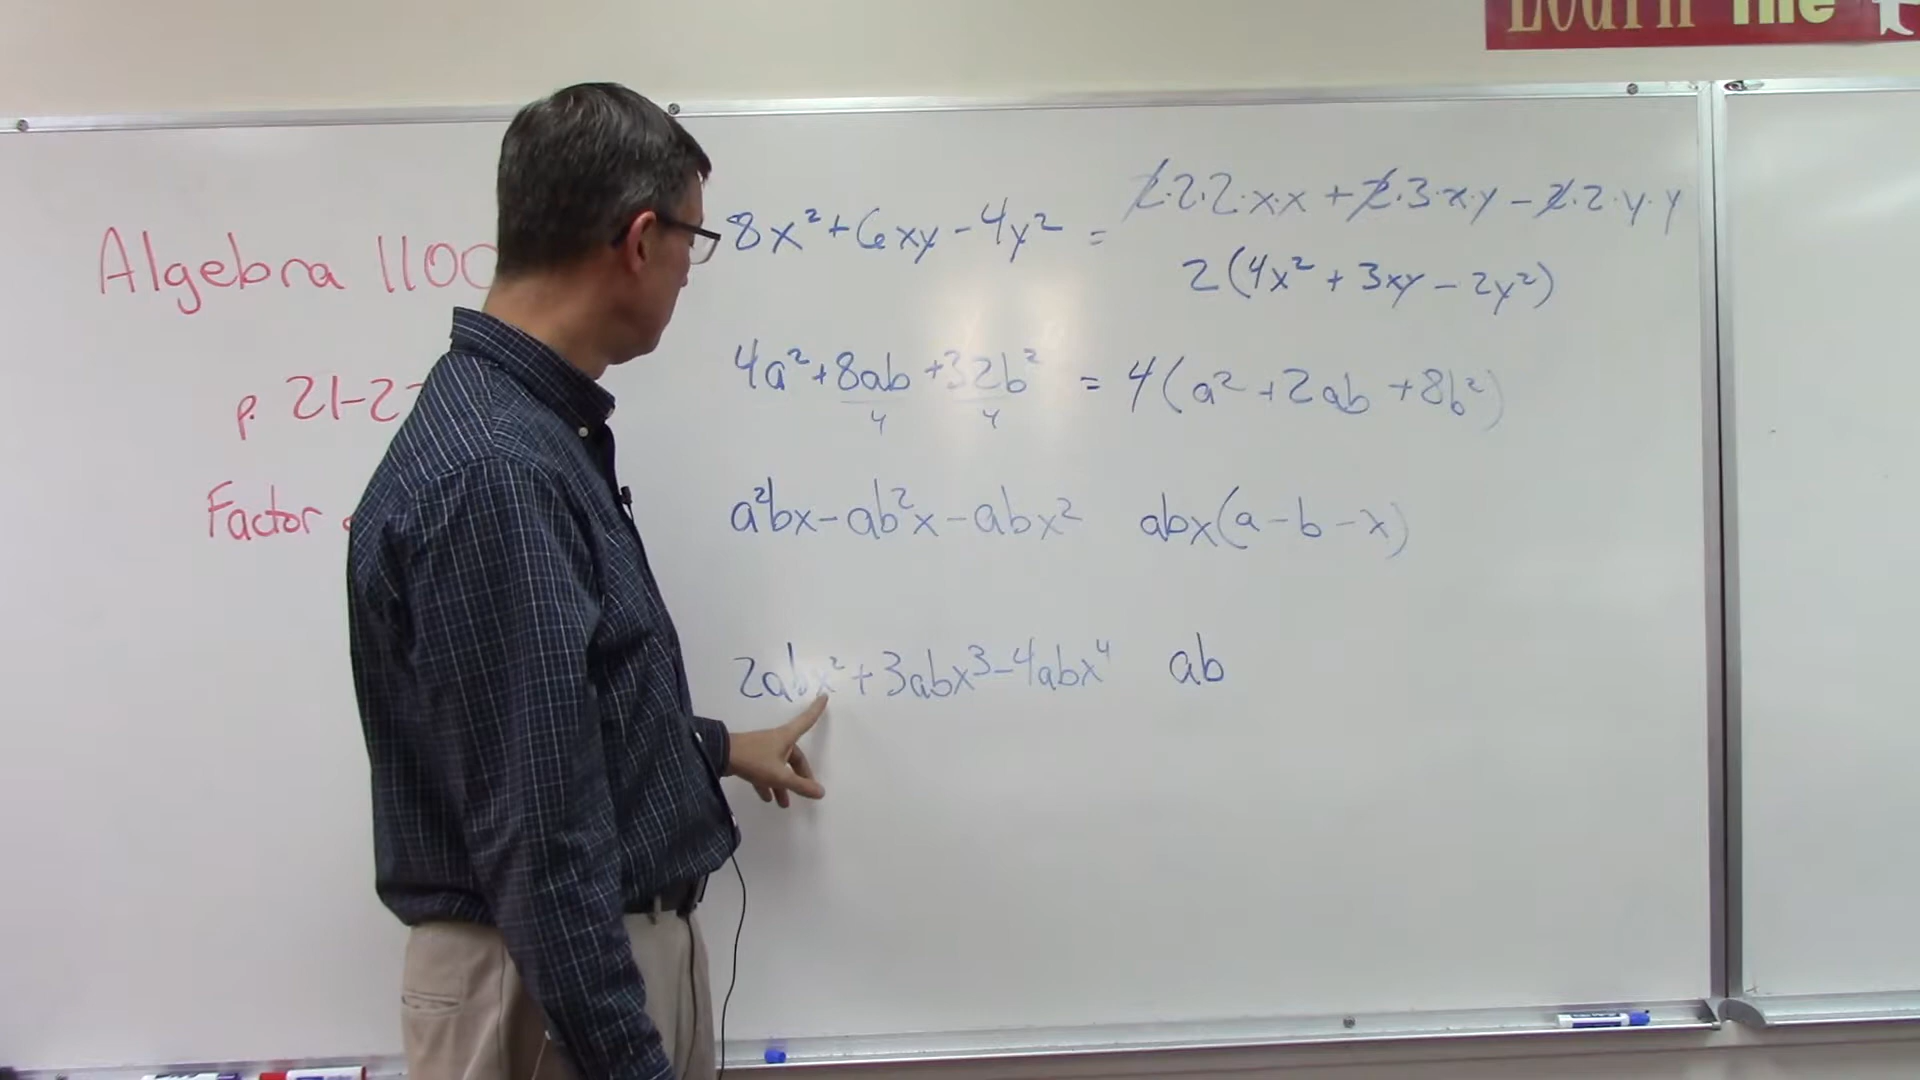 Learn The
Algebra 1100
p. 21-2
Factor
8x²+6xy-4y² = 2·2·2·x·x + 2·3·x·y - 2·2·y·y
2(4x² + 3xy - 2y²)
4a²+8ab+32b² = 4(a² + 2ab + 8b²)
4 4
a²bx - ab²x - abx² abx(a - b - x)
2abx² + 3abx³ - 4abx⁴ ab